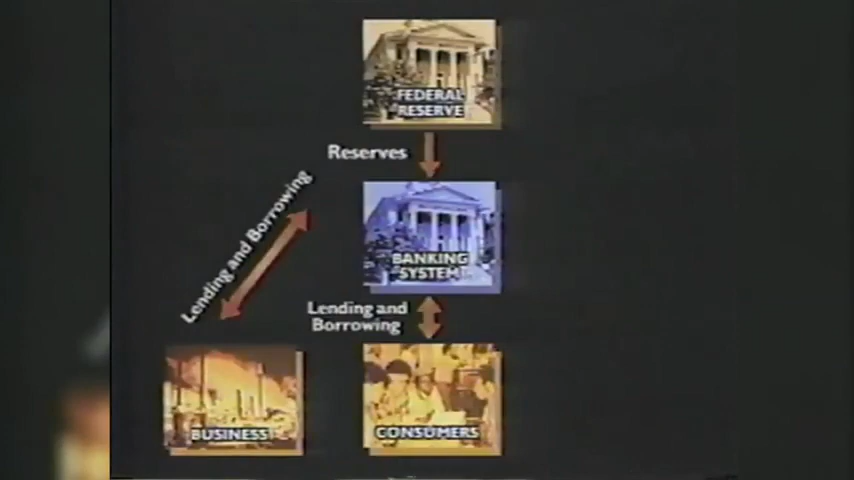 FEDERAL
RESERVE
Reserves
Lending and Borrowing
BANKING
SYSTEM
Lending and
Borrowing
BUSINESS
CONSUMERS